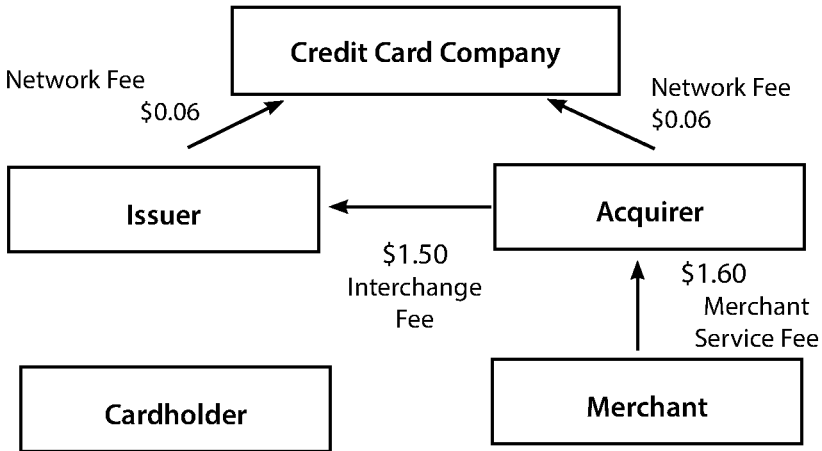 Credit Card Company
Network Fee
$0.06
Network Fee
$0.06
Issuer
Acquirer
$1.50
Interchange
Fee
$1.60
Merchant
Service Fee
Cardholder
Merchant